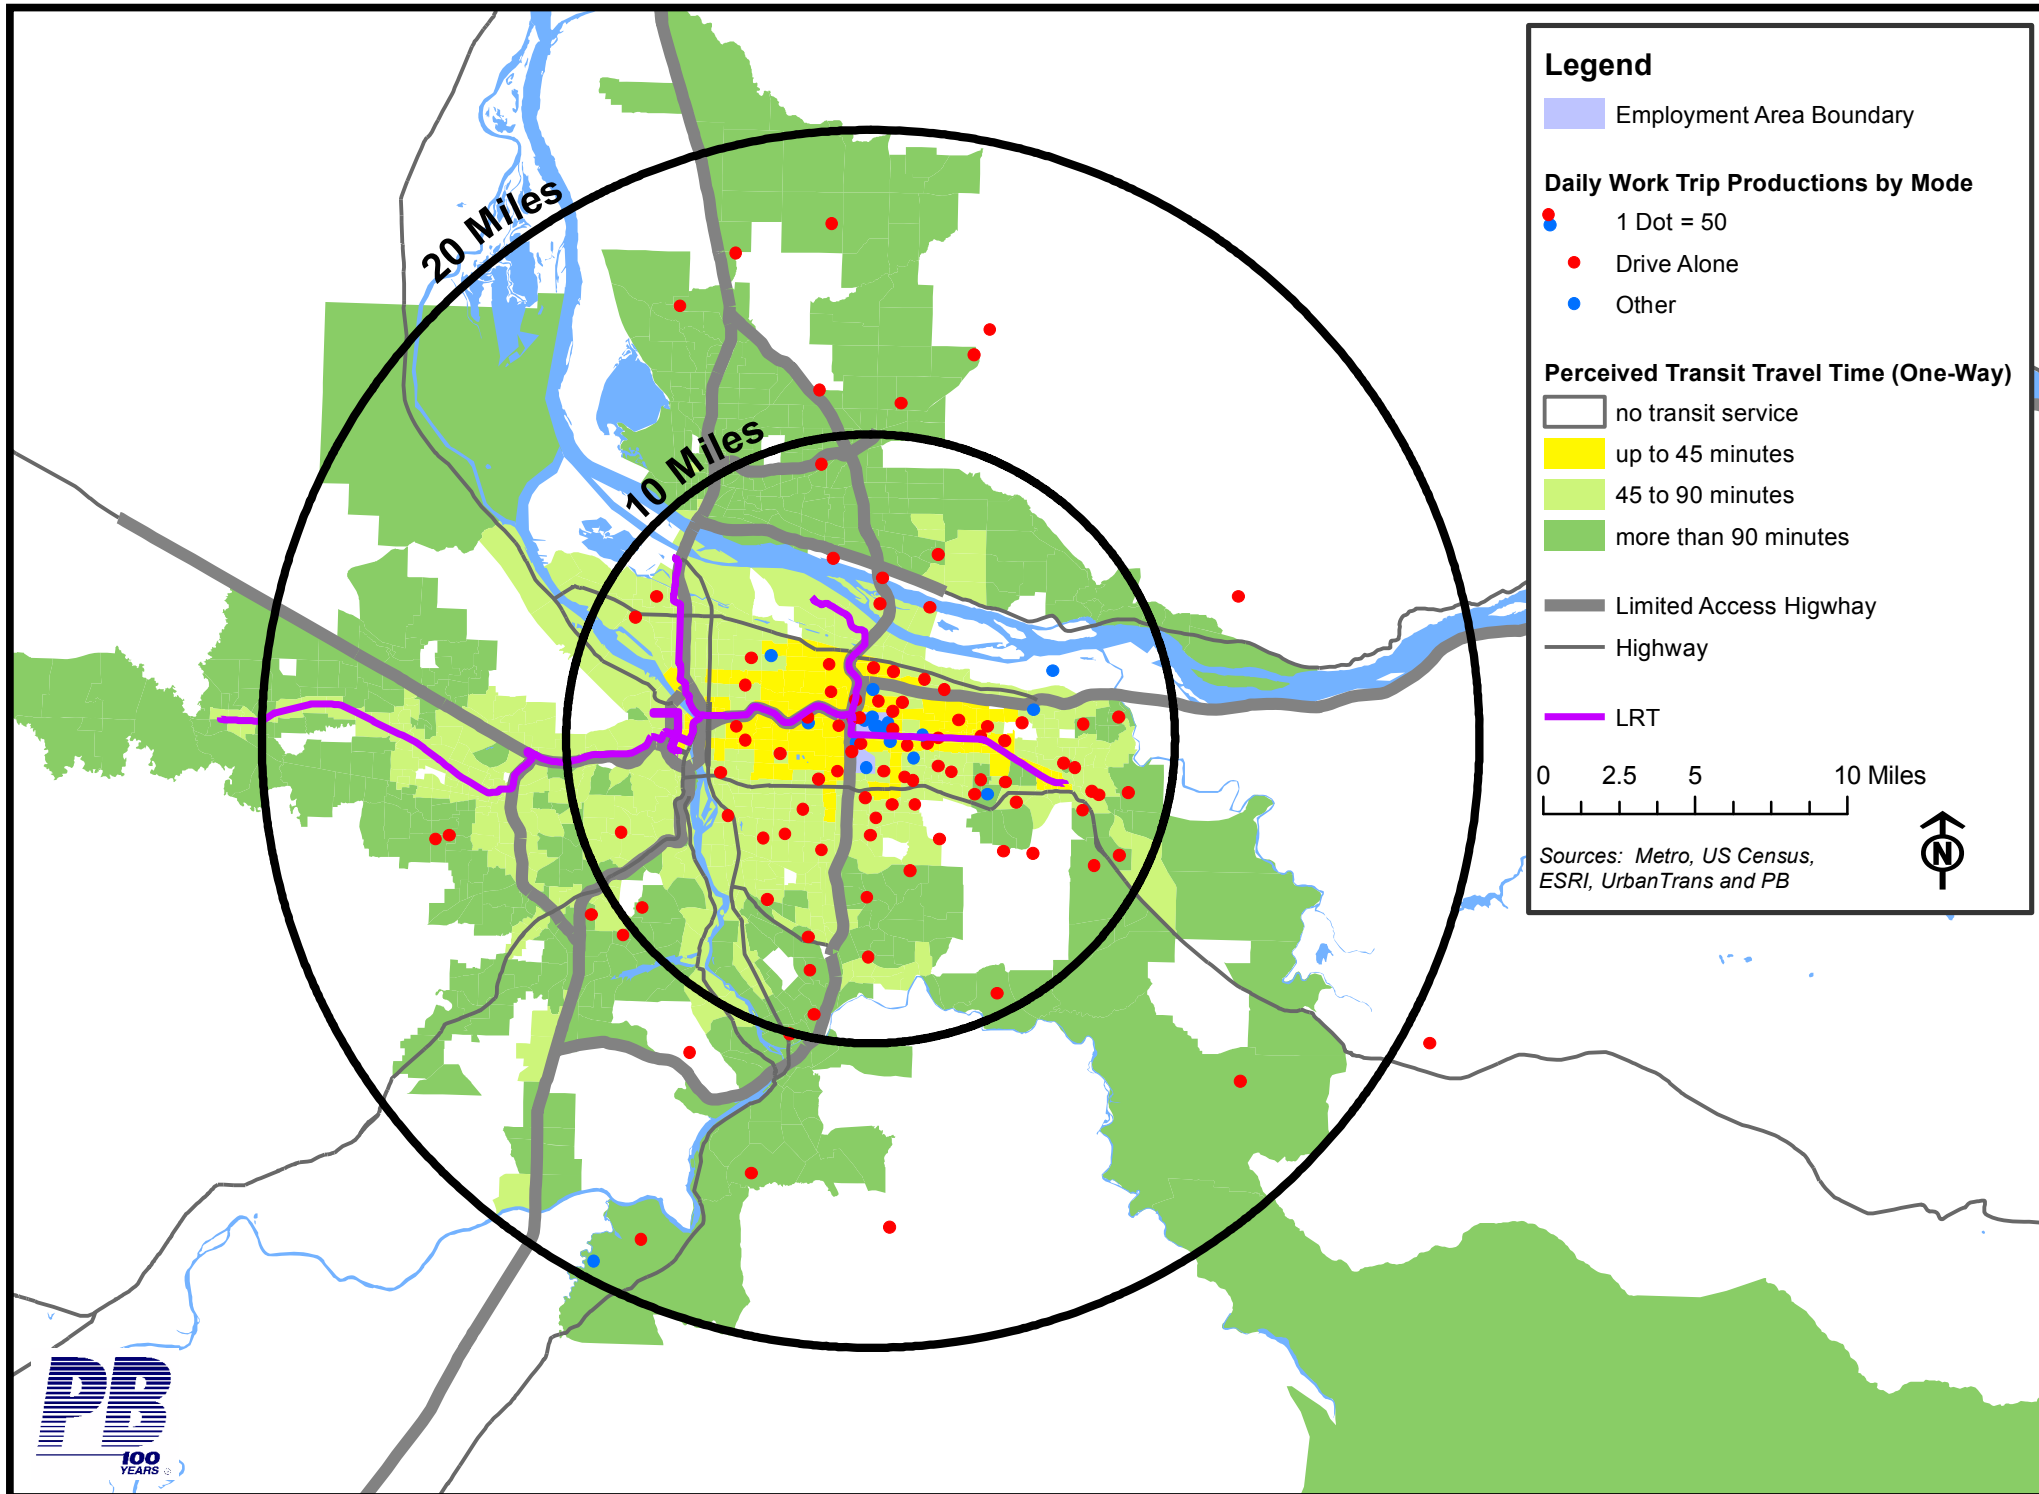 20 Miles
10 Miles
Legend
Employment Area Boundary
Daily Work Trip Productions by Mode
1 Dot = 50
Drive Alone
Other
Perceived Transit Travel Time (One-Way)
no transit service
up to 45 minutes
45 to 90 minutes
more than 90 minutes
Limited Access Higwhay
Highway
LRT
0 2.5 5 10 Miles
Sources: Metro, US Census,
ESRI, UrbanTrans and PB
N
PB
100
YEARS